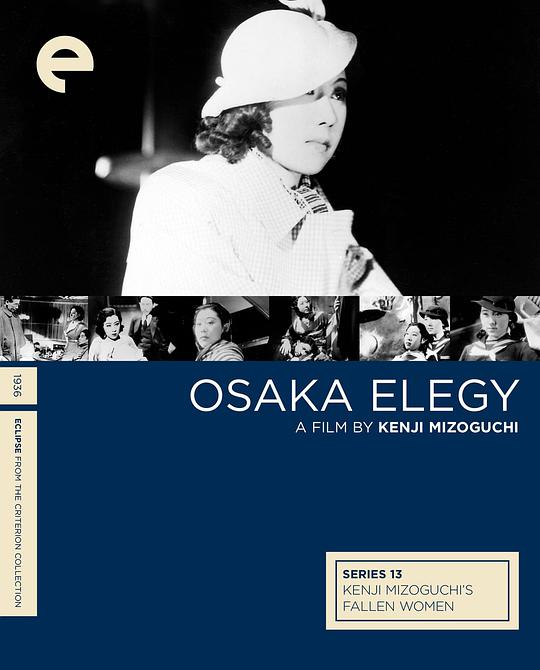 e
1936
ECLIPSE FROM THE CRITERION COLLECTION
OSAKA ELEGY
A FILM BY KENJI MIZOGUCHI
SERIES 13
KENJI MIZOGUCHI'S
FALLEN WOMEN